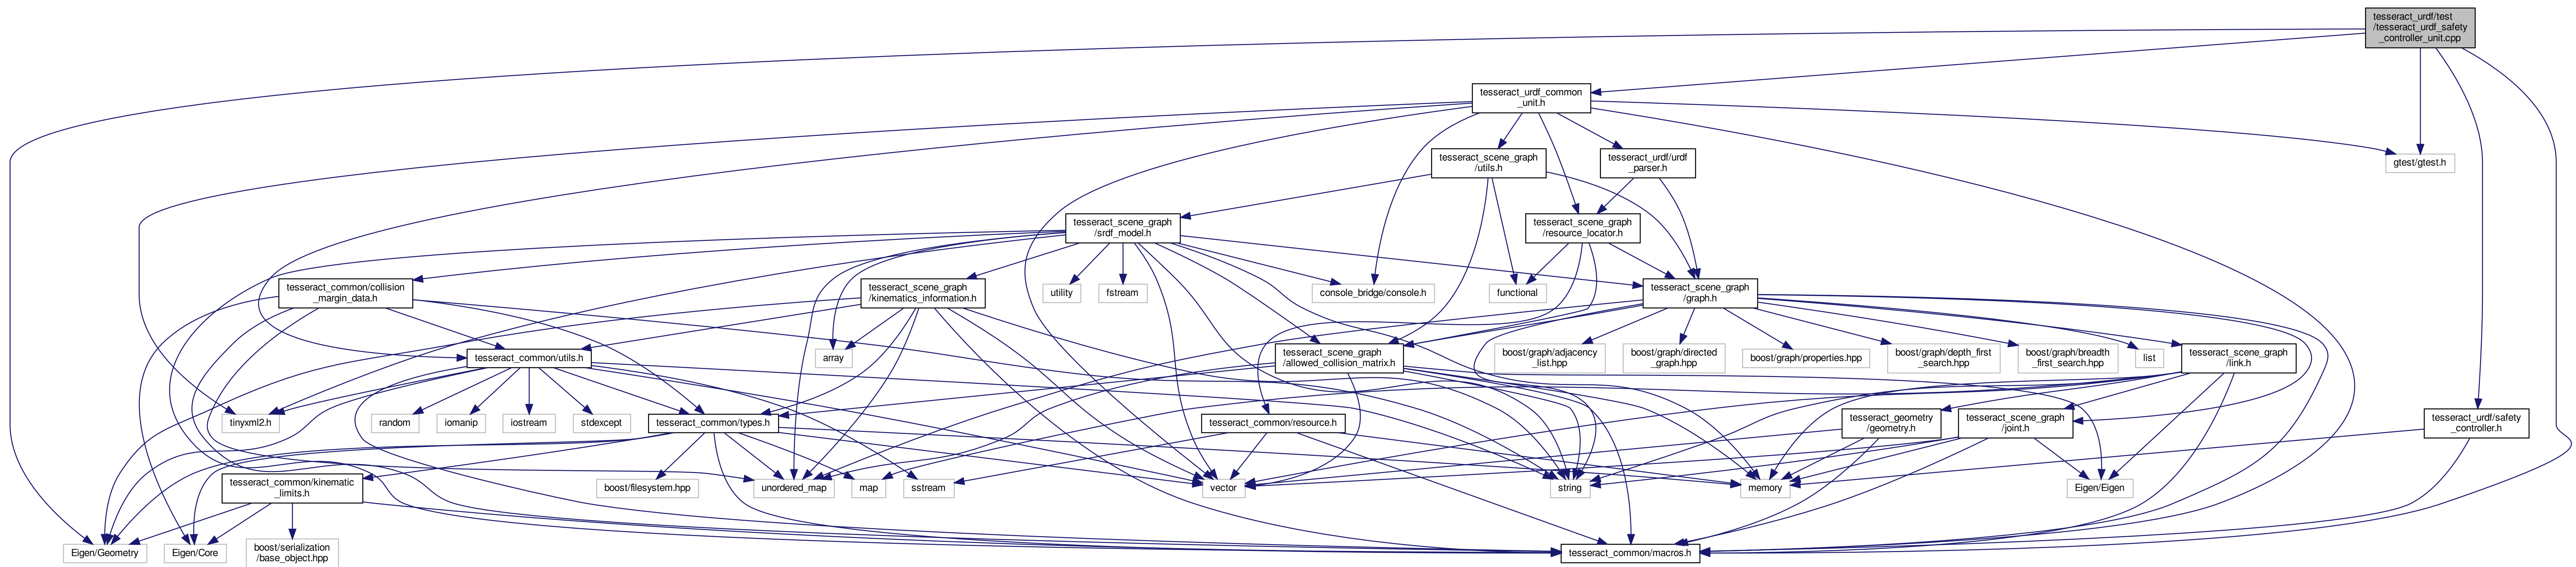 tesseract_urdf/test
/tesseract_urdf_safety
_controller_unit.cpp
tesseract_urdf_common
_unit.h
tesseract_scene_graph
/utils.h
tesseract_urdf/urdf
_parser.h
gtest/gtest.h
tesseract_scene_graph
/srdf_model.h
tesseract_scene_graph
/resource_locator.h
tesseract_common/collision
_margin_data.h
tesseract_scene_graph
/kinematics_information.h
utility
fstream
console_bridge/console.h
functional
tesseract_scene_graph
/graph.h
tesseract_common/utils.h
array
tesseract_scene_graph
/allowed_collision_matrix.h
boost/graph/adjacency
_list.hpp
boost/graph/directed
_graph.hpp
boost/graph/properties.hpp
boost/graph/depth_first
_search.hpp
boost/graph/breadth
_first_search.hpp
list
tesseract_scene_graph
/link.h
tinyxml2.h
random
iomanip
iostream
stdexcept
tesseract_common/types.h
tesseract_common/resource.h
tesseract_geometry
/geometry.h
tesseract_scene_graph
/joint.h
tesseract_urdf/safety
_controller.h
tesseract_common/kinematic
_limits.h
boost/filesystem.hpp
unordered_map
map
sstream
vector
string
memory
Eigen/Eigen
Eigen/Geometry
Eigen/Core
boost/serialization
/base_object.hpp
tesseract_common/macros.h